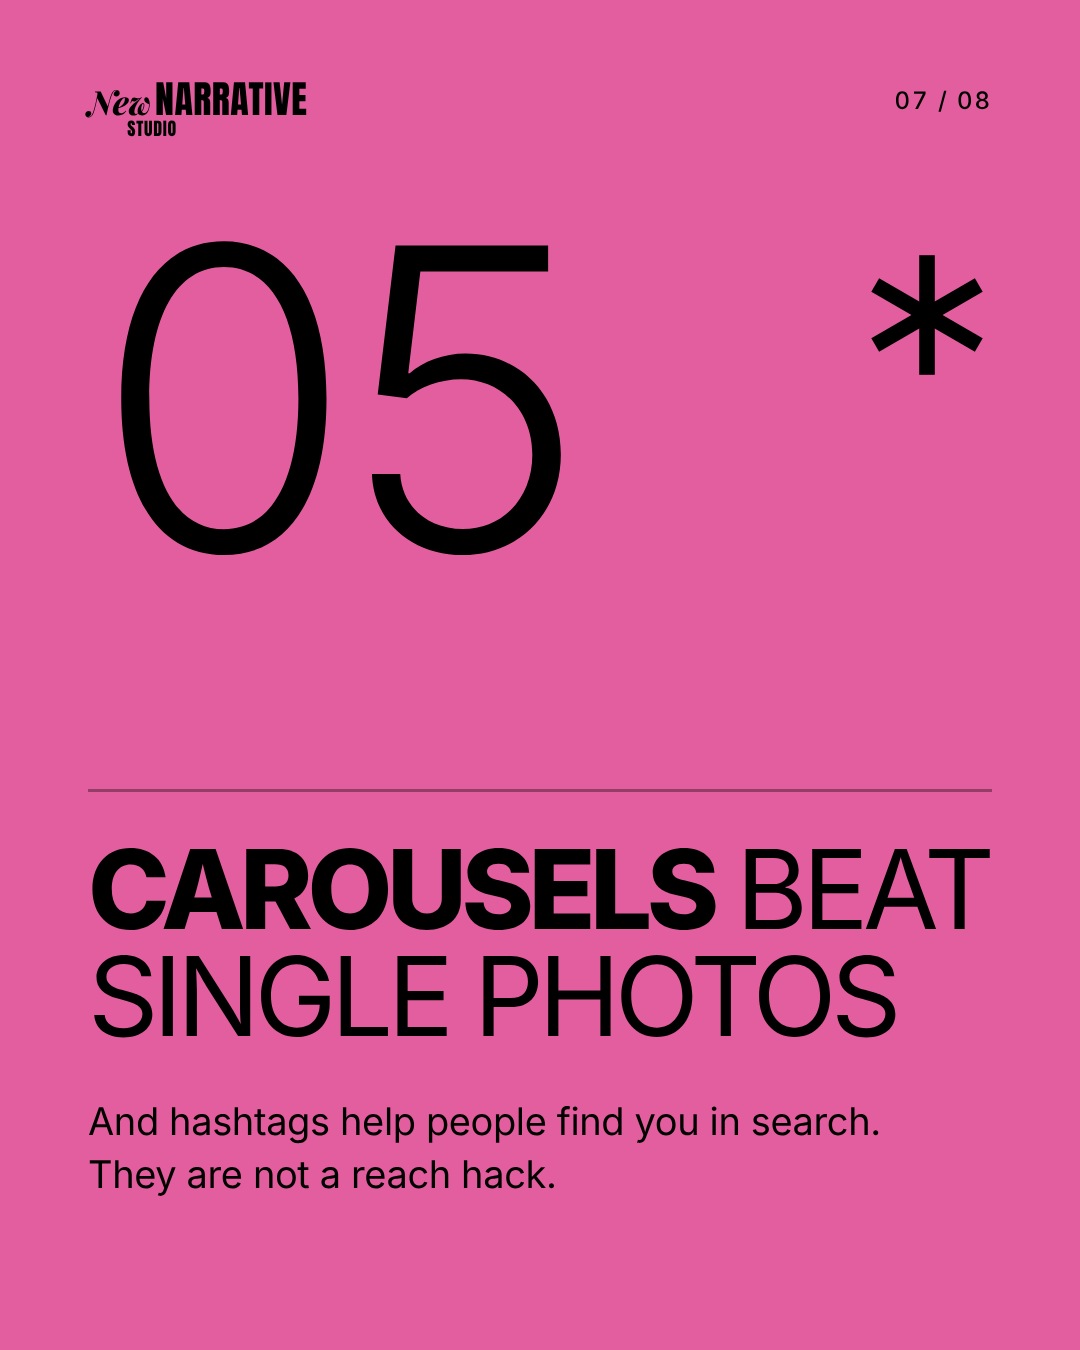 New NARRATIVE
STUDIO
07 / 08
05 *
CAROUSELS BEAT
SINGLE PHOTOS
And hashtags help people find you in search.
They are not a reach hack.